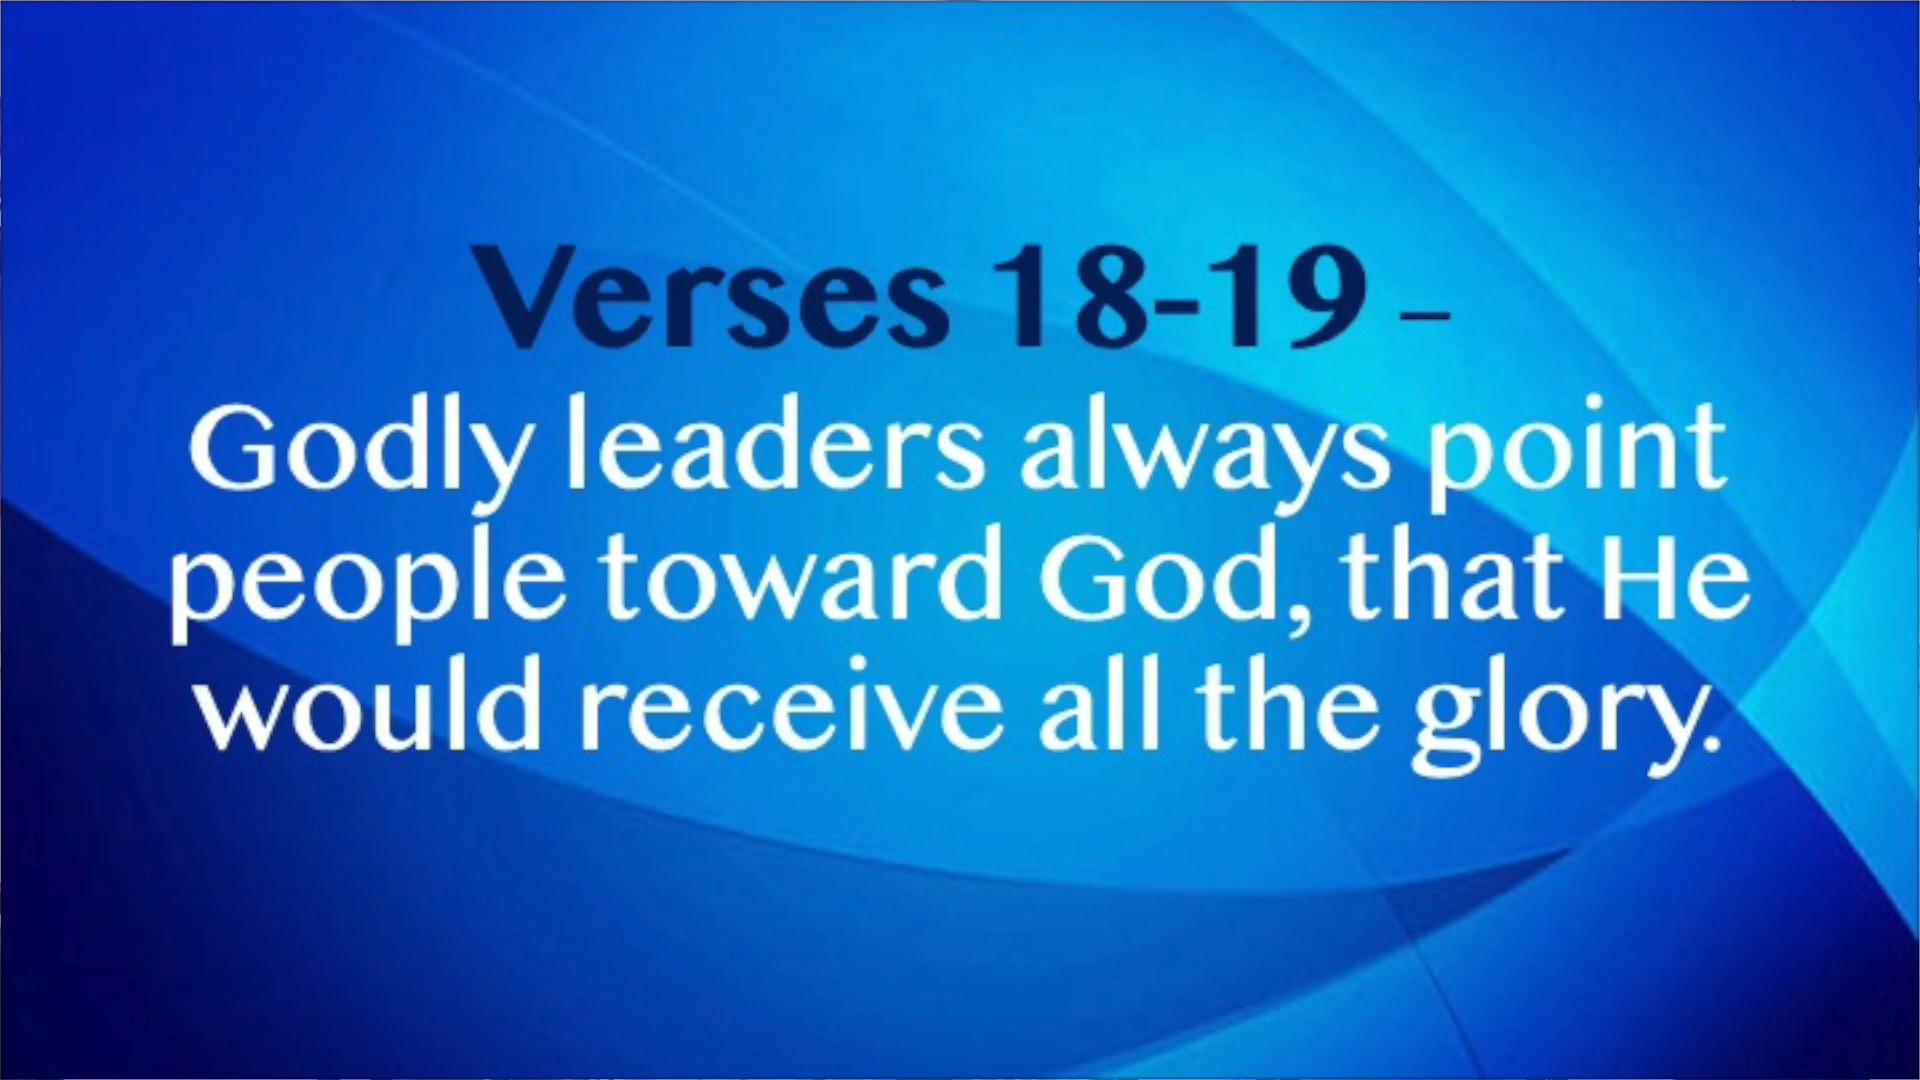 Verses 18-19 –
Godly leaders always point
people toward God, that He
would receive all the glory.